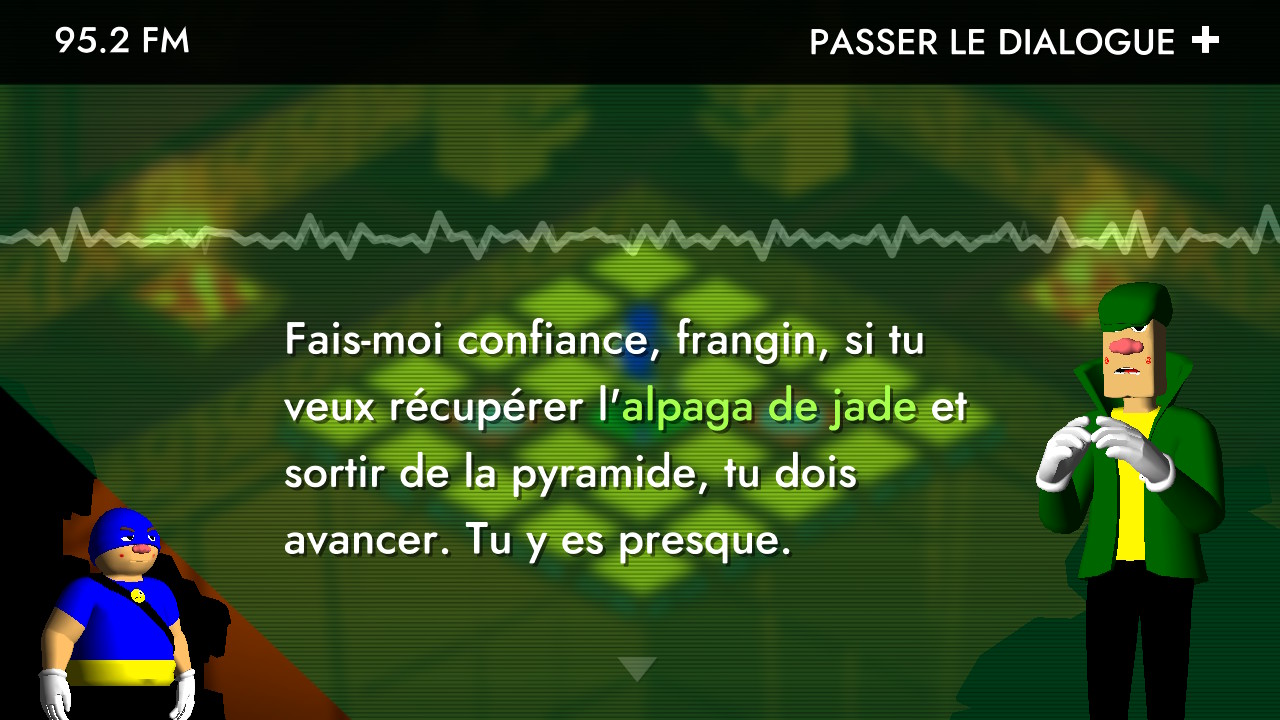 95.2 FM
PASSER LE DIALOGUE +
Fais-moi confiance, frangin, si tu
veux récupérer l'alpaga de jade et
sortir de la pyramide, tu dois
avancer. Tu y es presque.